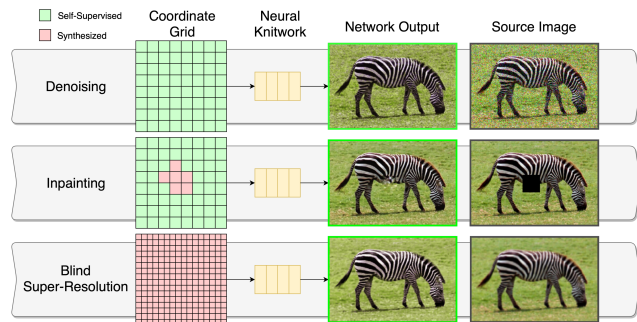 Self-Supervised
Synthesized
Coordinate
Grid
Neural
Knitwork
Network Output
Source Image
Denoising
Inpainting
Blind
Super-Resolution